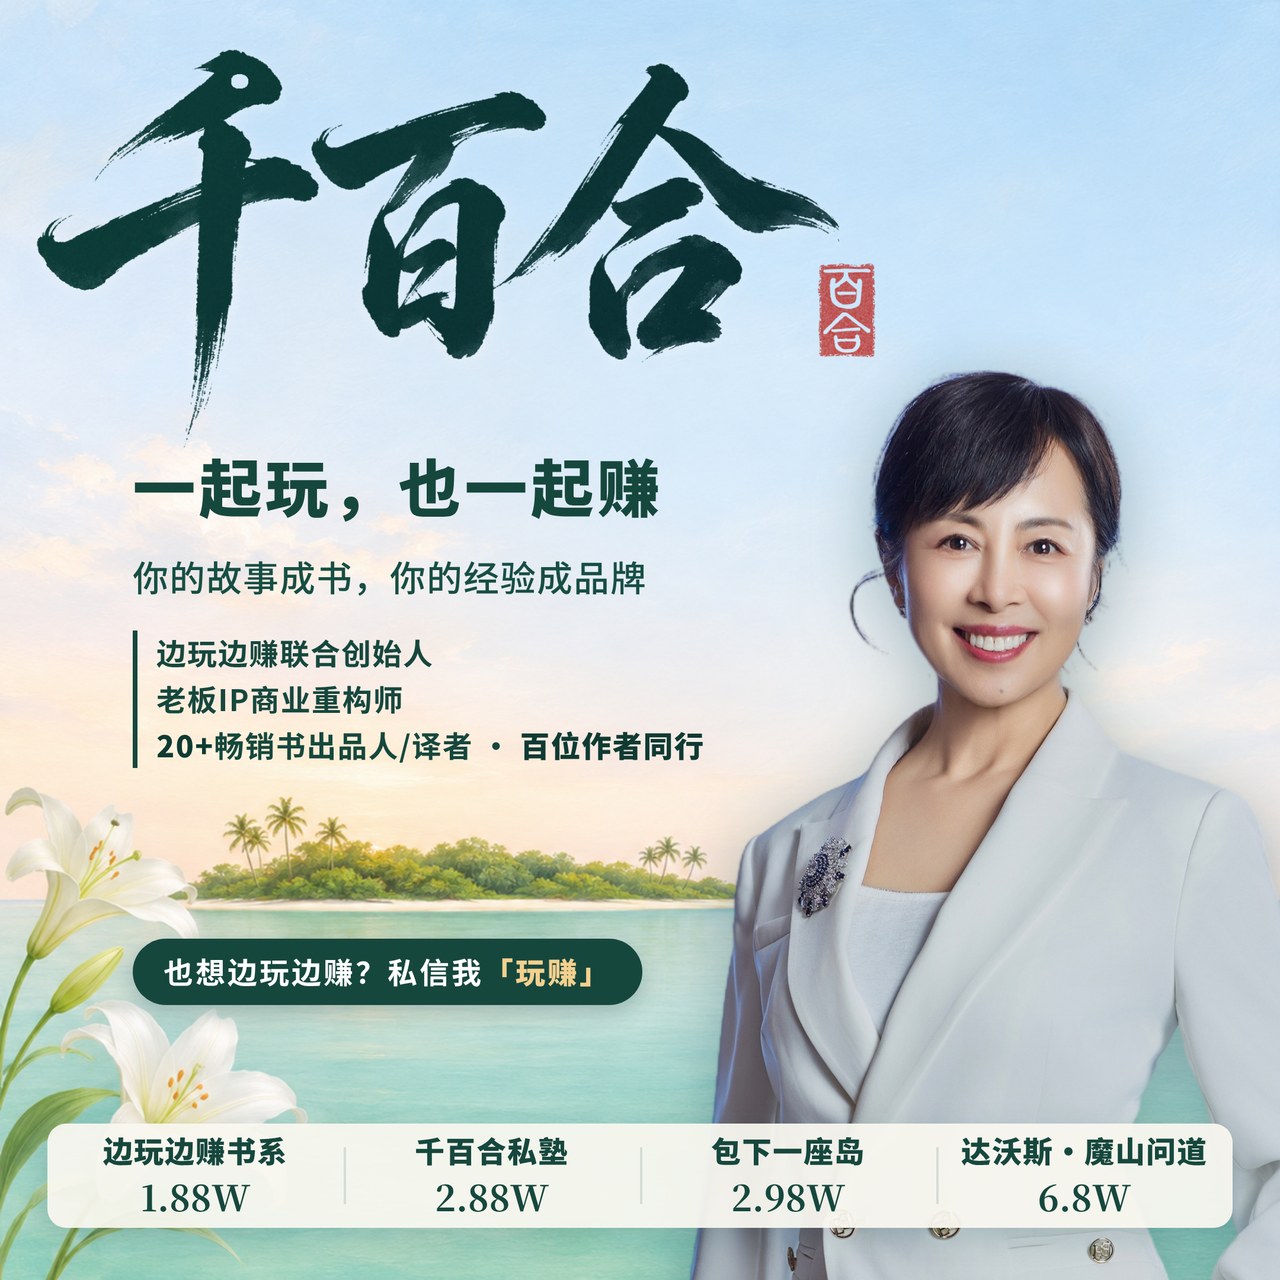 千百合
百合
一起玩，也一起赚
你的故事成书，你的经验成品牌
边玩边赚联合创始人
老板IP商业重构师
20+畅销书出品人/译者 · 百位作者同行
也想边玩边赚？私信我「玩赚」
边玩边赚书系
1.88W
千百合私塾
2.88W
包下一座岛
2.98W
达沃斯·魔山问道
6.8W